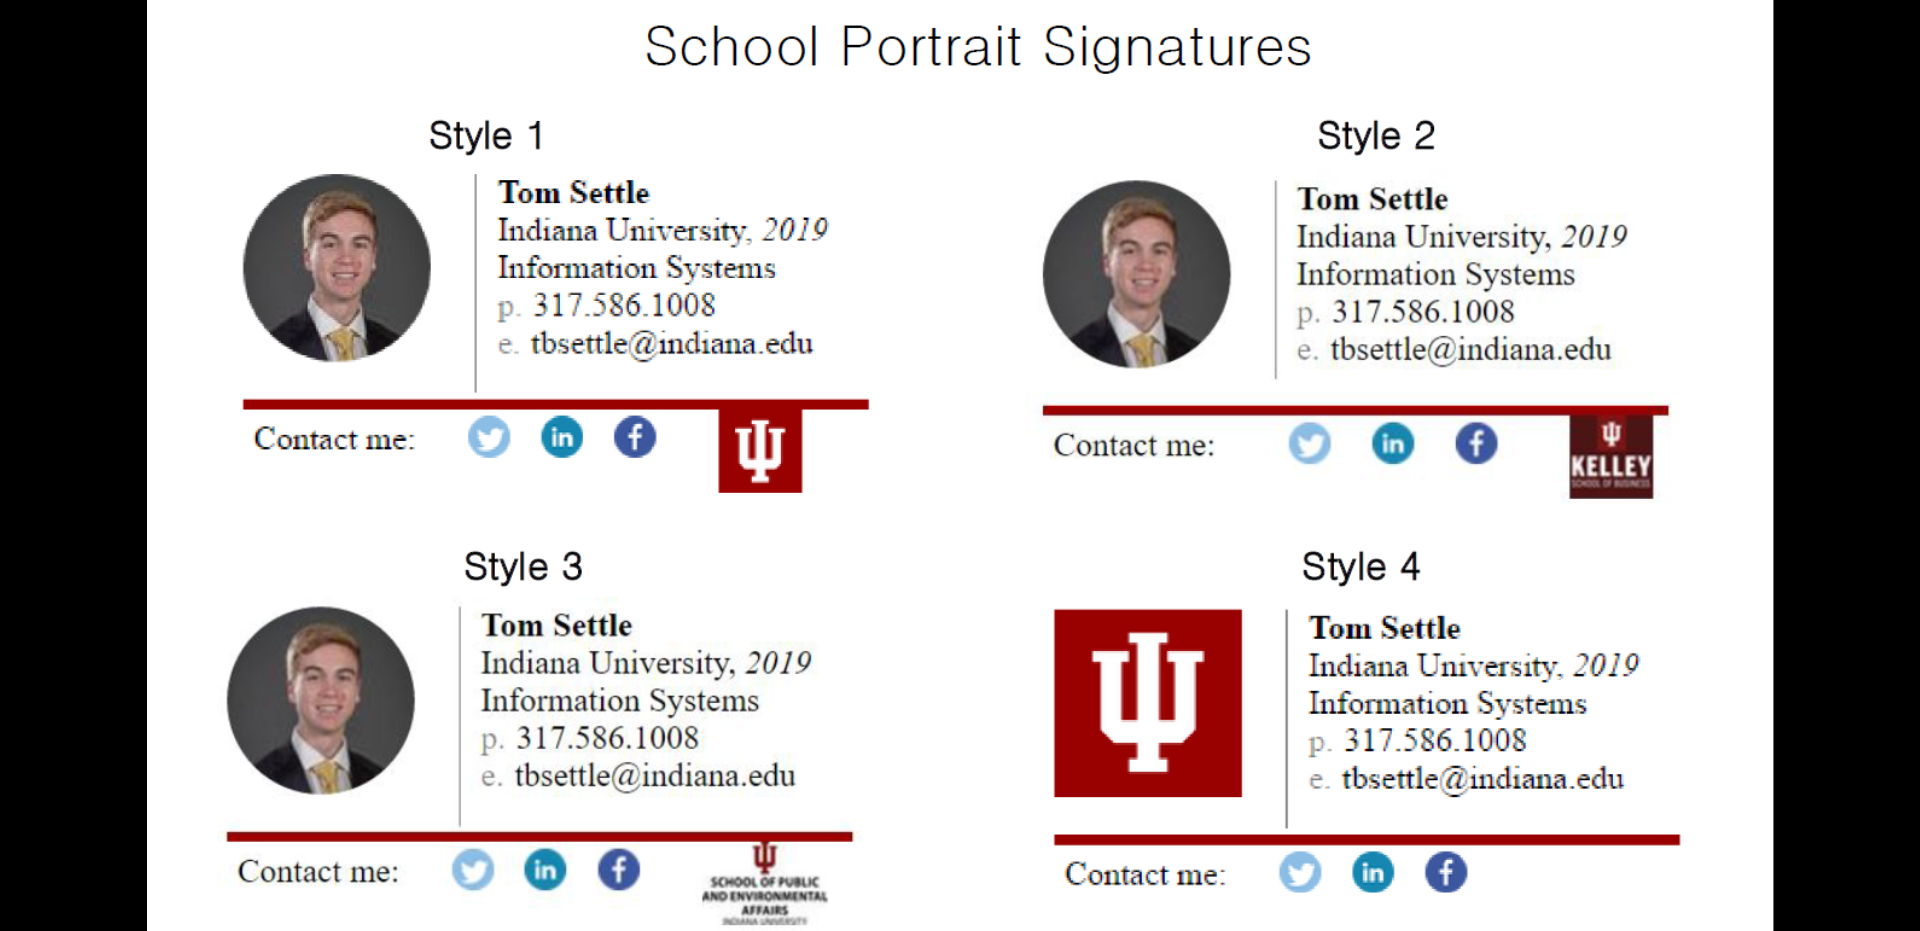 School Portrait Signatures
Style 1
Tom Settle
Indiana University, 2019
Information Systems
p. 317.586.1008
e. tbsettle@indiana.edu
Contact me:
in
f
Style 2
Tom Settle
Indiana University, 2019
Information Systems
p. 317.586.1008
e. tbsettle@indiana.edu
Contact me:
in
f
KELLEY
SCHOOL OF BUSINESS
Style 3
Tom Settle
Indiana University, 2019
Information Systems
p. 317.586.1008
e. tbsettle@indiana.edu
Contact me:
in
f
SCHOOL OF PUBLIC
AND ENVIRONMENTAL
AFFAIRS
INDIANA UNIVERSITY
Style 4
Tom Settle
Indiana University, 2019
Information Systems
p. 317.586.1008
e. tbsettle@indiana.edu
Contact me:
in
f